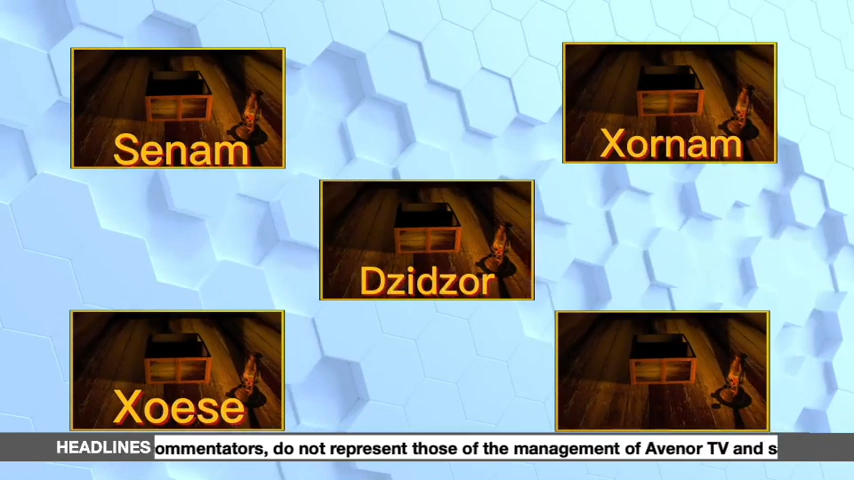 Senam
Xornam
Dzidzor
Xoese
HEADLINES ommentators, do not represent those of the management of Avenor TV and s